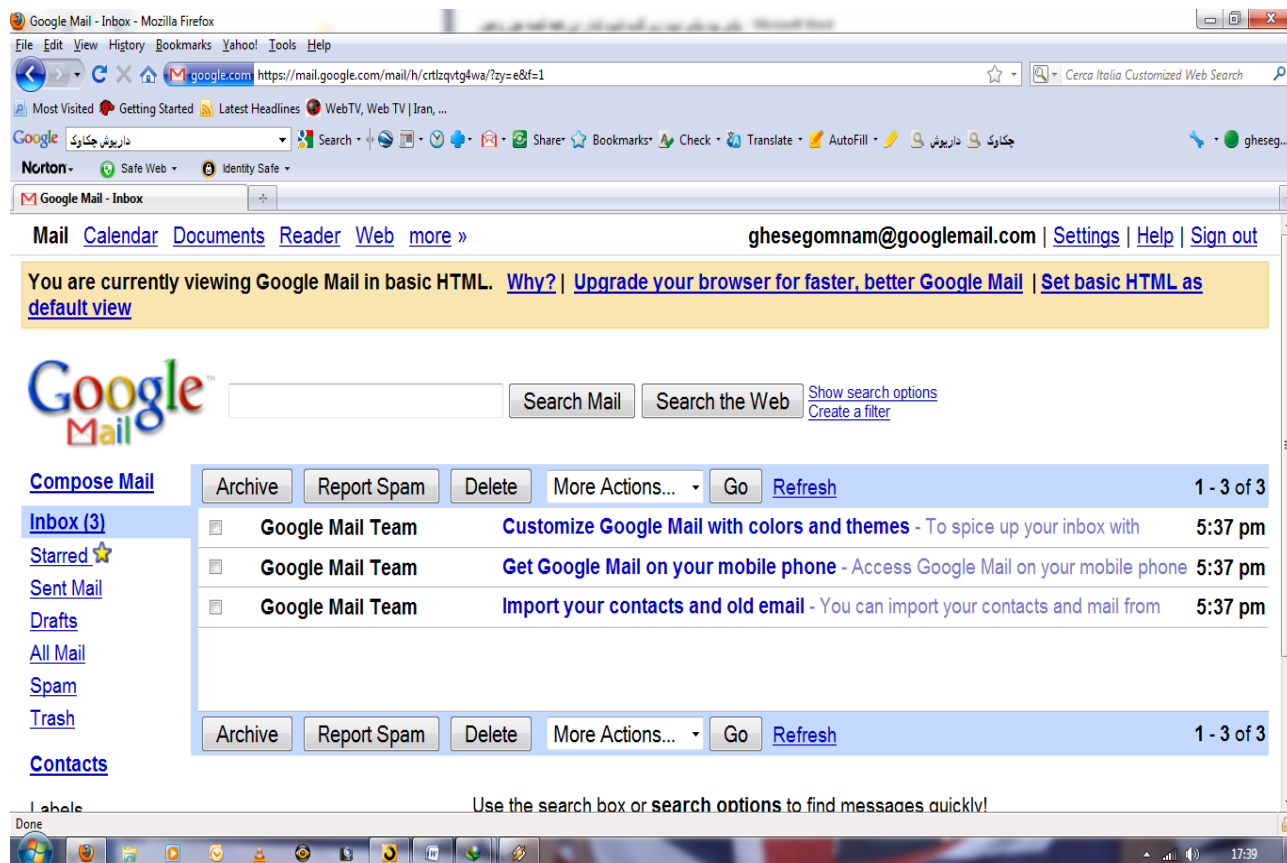 Google Mail - Inbox - Mozilla Firefox
Microsoft Word
File Edit View History Bookmarks Yahoo! Tools Help
google.com https://mail.google.com/mail/h/crtlzqvtg4wa/?zy=e&f=1
Cerca Italia Customized Web Search
Most Visited Getting Started Latest Headlines WebTV, Web TV | Iran, ...
Google داریوش چکاوک Search Share Bookmarks Check Translate AutoFill داریوش چکاوک gheseg...
Norton Safe Web Identity Safe
Google Mail - Inbox
Mail Calendar Documents Reader Web more » ghesegomnam@googlemail.com | Settings | Help | Sign out
You are currently viewing Google Mail in basic HTML. Why? | Upgrade your browser for faster, better Google Mail | Set basic HTML as
default view
Google Mail™
Search Mail Search the Web Show search options
Create a filter
Compose Mail Archive Report Spam Delete More Actions... Go Refresh 1 - 3 of 3
Inbox (3) Google Mail Team Customize Google Mail with colors and themes - To spice up your inbox with 5:37 pm
Starred Google Mail Team Get Google Mail on your mobile phone - Access Google Mail on your mobile phone 5:37 pm
Sent Mail Google Mail Team Import your contacts and old email - You can import your contacts and mail from 5:37 pm
Drafts
All Mail
Spam
Trash
Archive Report Spam Delete More Actions... Go Refresh 1 - 3 of 3
Contacts
Labels
Use the search box or search options to find messages quickly!
Done
17:39